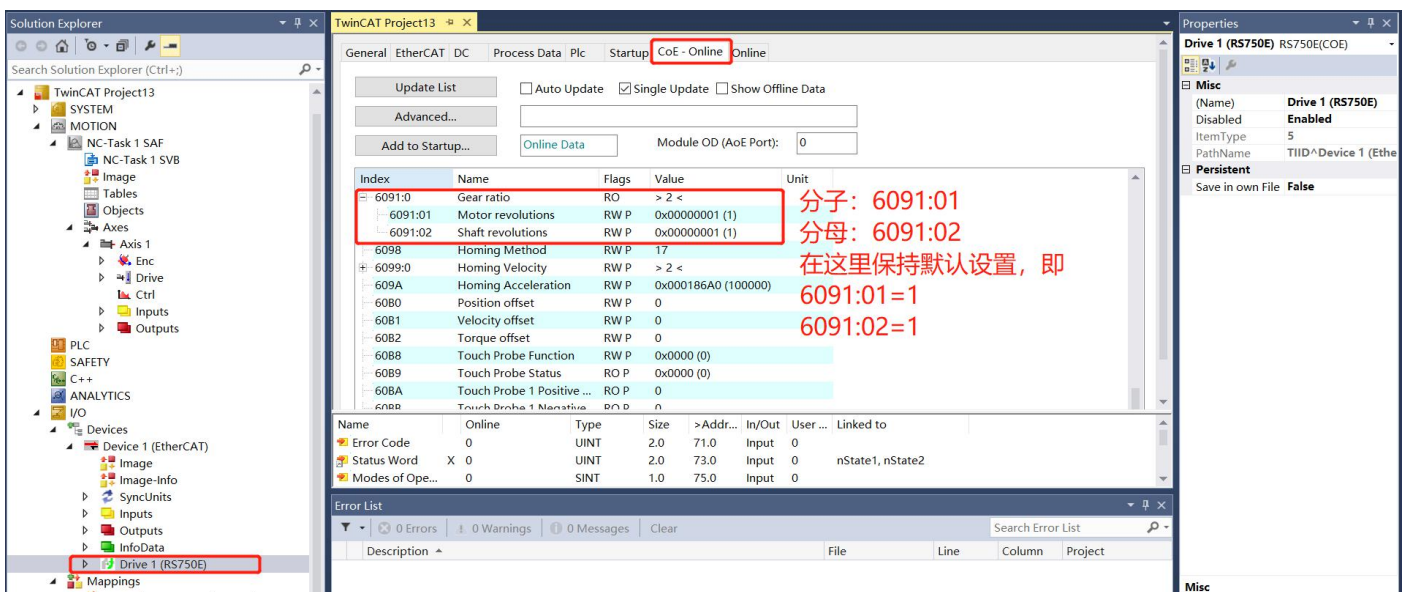 Solution Explorer
TwinCAT Project13
Properties
General EtherCAT DC Process Data Plc Startup CoE - Online Online
Drive 1 (RS750E) RS750E(COE)
Search Solution Explorer (Ctrl+;)
TwinCAT Project13
SYSTEM
MOTION
NC-Task 1 SAF
NC-Task 1 SVB
Image
Tables
Objects
Axes
Axis 1
Enc
Drive
Ctrl
Inputs
Outputs
PLC
SAFETY
C++
ANALYTICS
I/O
Devices
Device 1 (EtherCAT)
Image
Image-Info
SyncUnits
Inputs
Outputs
InfoData
Drive 1 (RS750E)
Mappings
Update List
Auto Update Single Update Show Offline Data
Advanced...
Add to Startup... Online Data Module OD (AoE Port): 0
Index Name Flags Value Unit
6091:0 Gear ratio RO > 2 <
6091:01 Motor revolutions RW P 0x00000001 (1)
6091:02 Shaft revolutions RW P 0x00000001 (1)
6098 Homing Method RW P 17
6099:0 Homing Velocity RW P > 2 <
609A Homing Acceleration RW P 0x000186A0 (100000)
60B0 Position offset RW P 0
60B1 Velocity offset RW P 0
60B2 Torque offset RW P 0
60B8 Touch Probe Function RW P 0x0000 (0)
60B9 Touch Probe Status RO P 0x0000 (0)
60BA Touch Probe 1 Positive ... RO P 0
60BB Touch Probe 1 Negative RO P 0
分子：6091:01
分母：6091:02
在这里保持默认设置，即
6091:01=1
6091:02=1
Name Online Type Size >Addr... In/Out User ... Linked to
Error Code 0 UINT 2.0 71.0 Input 0
Status Word X 0 UINT 2.0 73.0 Input 0 nState1, nState2
Modes of Ope... 0 SINT 1.0 75.0 Input 0
Error List
0 Errors 0 Warnings 0 Messages Clear
Search Error List
Description File Line Column Project
Misc
(Name) Drive 1 (RS750E)
Disabled Enabled
ItemType 5
PathName TIID^Device 1 (Ethe
Persistent
Save in own File False
Misc